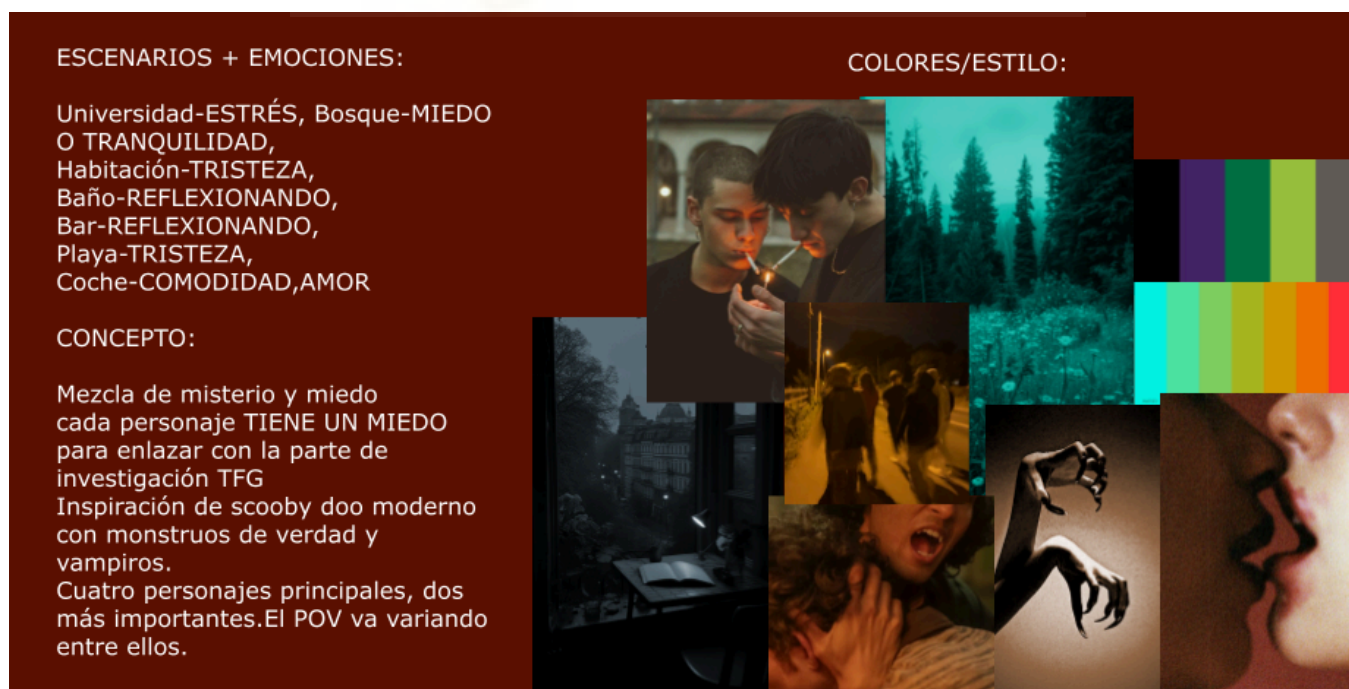 ESCENARIOS + EMOCIONES:
Universidad-ESTRÉS, Bosque-MIEDO
O TRANQUILIDAD,
Habitación-TRISTEZA,
Baño-REFLEXIONANDO,
Bar-REFLEXIONANDO,
Playa-TRISTEZA,
Coche-COMODIDAD,AMOR
CONCEPTO:
Mezcla de misterio y miedo
cada personaje TIENE UN MIEDO
para enlazar con la parte de
investigación TFG
Inspiración de scooby doo moderno
con monstruos de verdad y
vampiros.
Cuatro personajes principales, dos
más importantes.El POV va variando
entre ellos.
COLORES/ESTILO: